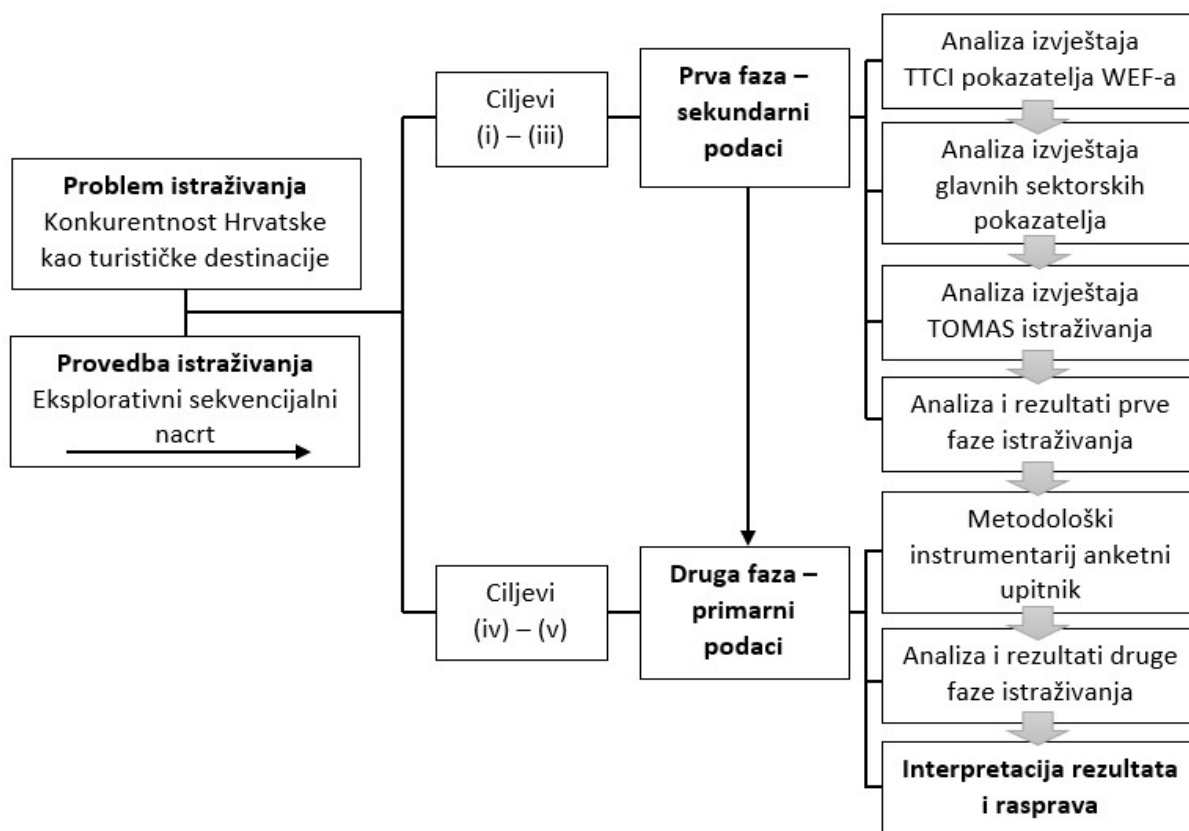 Problem istraživanja
Konkurentnost Hrvatske
kao turističke destinacije
Provedba istraživanja
Eksplorativni sekvencijalni
nacrt
Ciljevi
(i) – (iii)
Prva faza –
sekundarni
podaci
Analiza izvještaja
TTCI pokazatelja WEF-a
Analiza izvještaja
glavnih sektorskih
pokazatelja
Analiza izvještaja
TOMAS istraživanja
Analiza i rezultati prve
faze istraživanja
Ciljevi
(iv) – (v)
Druga faza –
primarni
podaci
Metodološki
instrumentarij anketni
upitnik
Analiza i rezultati druge
faze istraživanja
Interpretacija rezultata
i rasprava